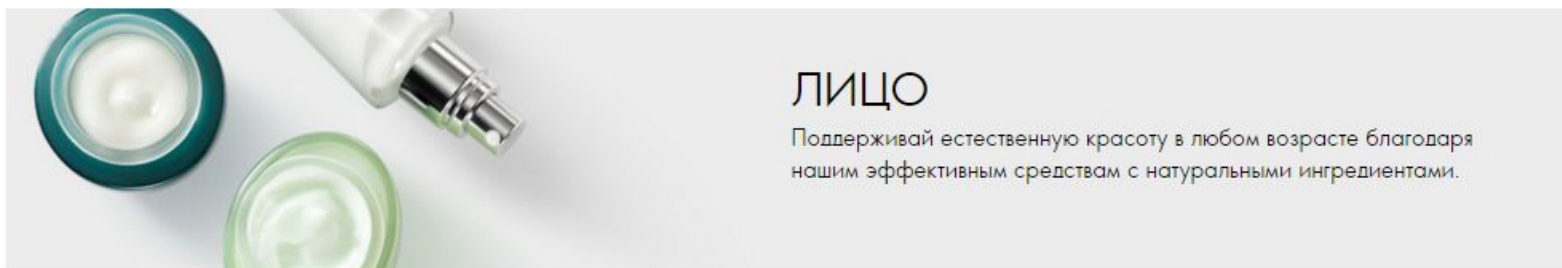 ЛИЦО
Поддерживай естественную красоту в любом возрасте благодаря
нашим эффективным средствам с натуральными ингредиентами.